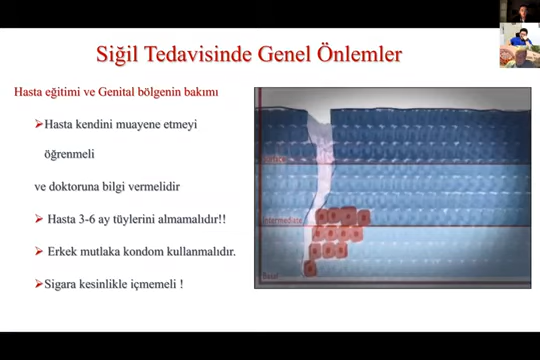 Siğil Tedavisinde Genel Önlemler
Hasta eğitimi ve Genital bölgenin bakımı
➢Hasta kendini muayene etmeyi
öğrenmeli
ve doktoruna bilgi vermelidir
➢ Hasta 3-6 ay tüylerini almamalıdır!!
➢ Erkek mutlaka kondom kullanmalıdır.
➢Sigara kesinlikle içmemeli !
Intermediate
Basal